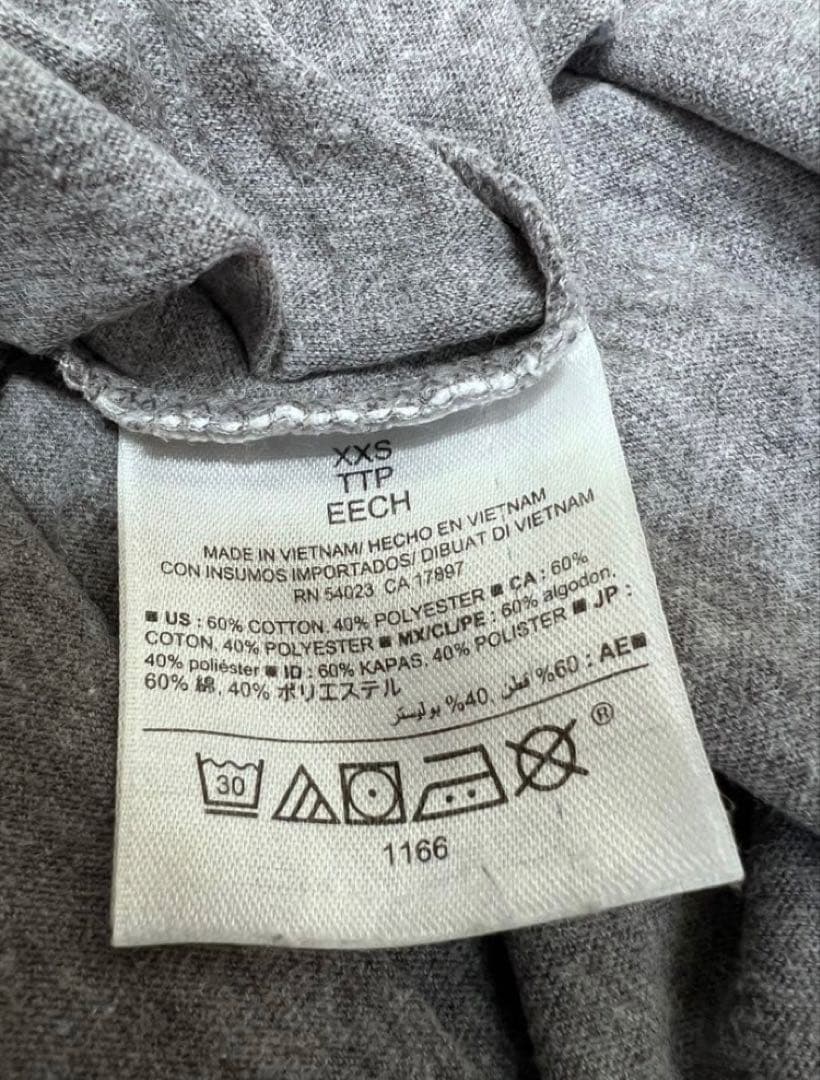 XXS
TTP
EECH
MADE IN VIETNAM/ HECHO EN VIETNAM
CON INSUMOS IMPORTADOS/ DIBUAT DI VIETNAM
RN 54023 CA 17897
■ US : 60% COTTON, 40% POLYESTER ■ CA : 60%
COTON, 40% POLYESTER ■ MX/CL/PE : 60% algodon,
40% poliéster ■ ID : 60% KAPAS, 40% POLISTER ■ JP :
60% 綿, 40% ポリエステル
■AE : 60% قطن, 40% بوليستر
30
®
1166